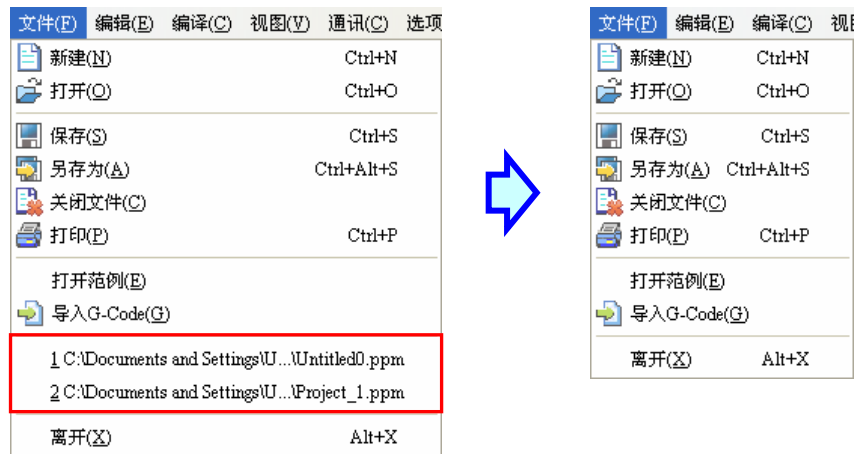 文件(F) 编辑(E) 编译(C) 视图(V) 通讯(C) 选项
新建(N) Ctrl+N
打开(O) Ctrl+O
保存(S) Ctrl+S
另存为(A) Ctrl+Alt+S
关闭文件(C)
打印(P) Ctrl+P
打开范例(E)
导入G-Code(G)
1 C:\Documents and Settings\U...\Untitled0.ppm
2 C:\Documents and Settings\U...\Project_1.ppm
离开(X) Alt+X
文件(F) 编辑(E) 编译(C) 视
新建(N) Ctrl+N
打开(O) Ctrl+O
保存(S) Ctrl+S
另存为(A) Ctrl+Alt+S
关闭文件(C)
打印(P) Ctrl+P
打开范例(E)
导入G-Code(G)
离开(X) Alt+X